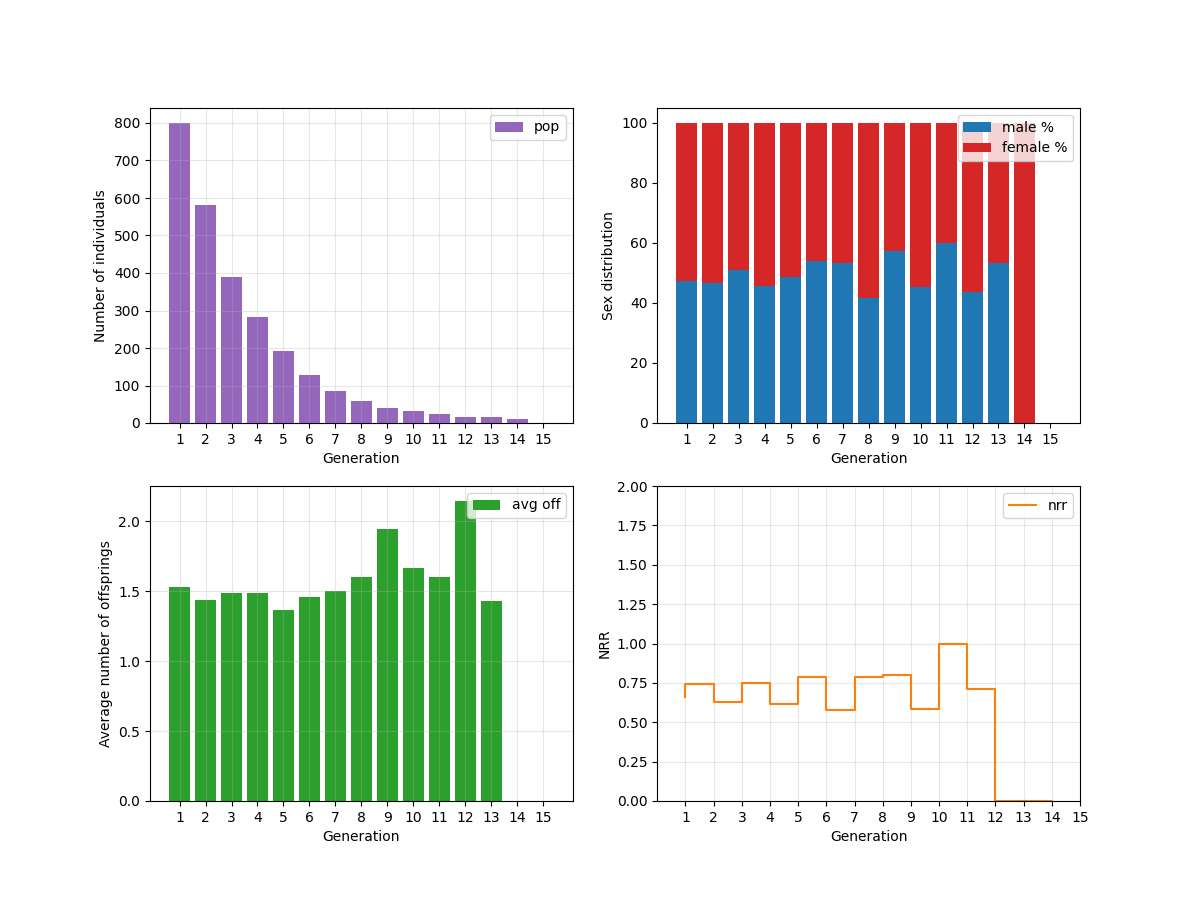 800
700
600
500
400
300
200
100
0
Number of individuals
pop
1 2 3 4 5 6 7 8 9 10 11 12 13 14 15
Generation
100
80
60
40
20
0
Sex distribution
male %
female %
1 2 3 4 5 6 7 8 9 10 11 12 13 14 15
Generation
2.0
1.5
1.0
0.5
0.0
Average number of offsprings
avg off
1 2 3 4 5 6 7 8 9 10 11 12 13 14 15
Generation
2.00
1.75
1.50
1.25
1.00
0.75
0.50
0.25
0.00
NRR
nrr
1 2 3 4 5 6 7 8 9 10 11 12 13 14 15
Generation